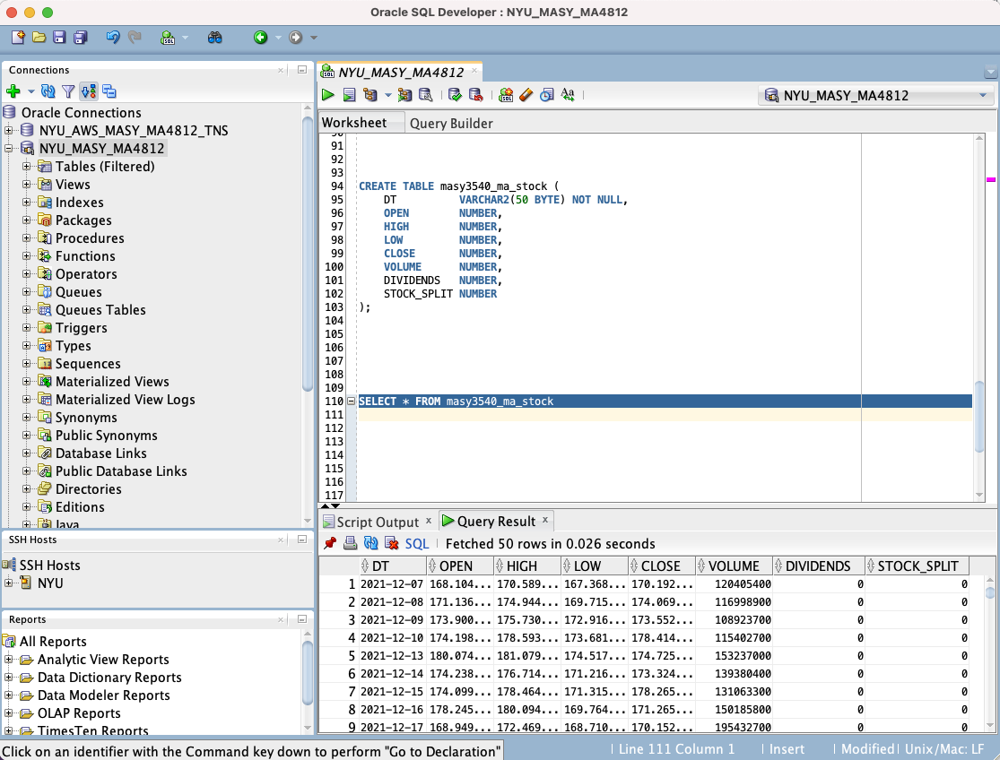 Oracle SQL Developer : NYU_MASY_MA4812
SQL
Connections
Oracle Connections
NYU_AWS_MASY_MA4812_TNS
NYU_MASY_MA4812
Tables (Filtered)
Views
Indexes
Packages
Procedures
Functions
Operators
Queues
Queues Tables
Triggers
Types
Sequences
Materialized Views
Materialized View Logs
Synonyms
Public Synonyms
Database Links
Public Database Links
Directories
Editions
Java
SSH Hosts
SSH Hosts
NYU
Reports
All Reports
Analytic View Reports
Data Dictionary Reports
Data Modeler Reports
OLAP Reports
TimesTen Reports
NYU_MASY_MA4812
NYU_MASY_MA4812
Worksheet Query Builder
90
91
92
93
94 CREATE TABLE masy3540_ma_stock (
95 DT VARCHAR2(50 BYTE) NOT NULL,
96 OPEN NUMBER,
97 HIGH NUMBER,
98 LOW NUMBER,
99 CLOSE NUMBER,
100 VOLUME NUMBER,
101 DIVIDENDS NUMBER,
102 STOCK_SPLIT NUMBER
103 );
104
105
106
107
108
109
110 SELECT * FROM masy3540_ma_stock
111
112
113
114
115
116
117
Script Output × Query Result ×
SQL | Fetched 50 rows in 0.026 seconds
DT OPEN HIGH LOW CLOSE VOLUME DIVIDENDS STOCK_SPLIT
1 2021-12-07 168.104... 170.589... 167.368... 170.192... 120405400 0 0
2 2021-12-08 171.136... 174.944... 169.715... 174.069... 116998900 0 0
3 2021-12-09 173.900... 175.730... 172.916... 173.552... 108923700 0 0
4 2021-12-10 174.198... 178.593... 173.681... 178.414... 115402700 0 0
5 2021-12-13 180.074... 181.079... 174.517... 174.725... 153237000 0 0
6 2021-12-14 174.238... 176.714... 171.216... 173.324... 139380400 0 0
7 2021-12-15 174.099... 178.464... 171.315... 178.265... 131063300 0 0
8 2021-12-16 178.245... 180.094... 169.764... 171.265... 150185800 0 0
9 2021-12-17 168.949... 172.469... 168.710... 170.152... 195432700 0 0
Click on an identifier with the Command key down to perform "Go to Declaration"
| Line 111 Column 1 | Insert | Modified | Unix/Mac: LF